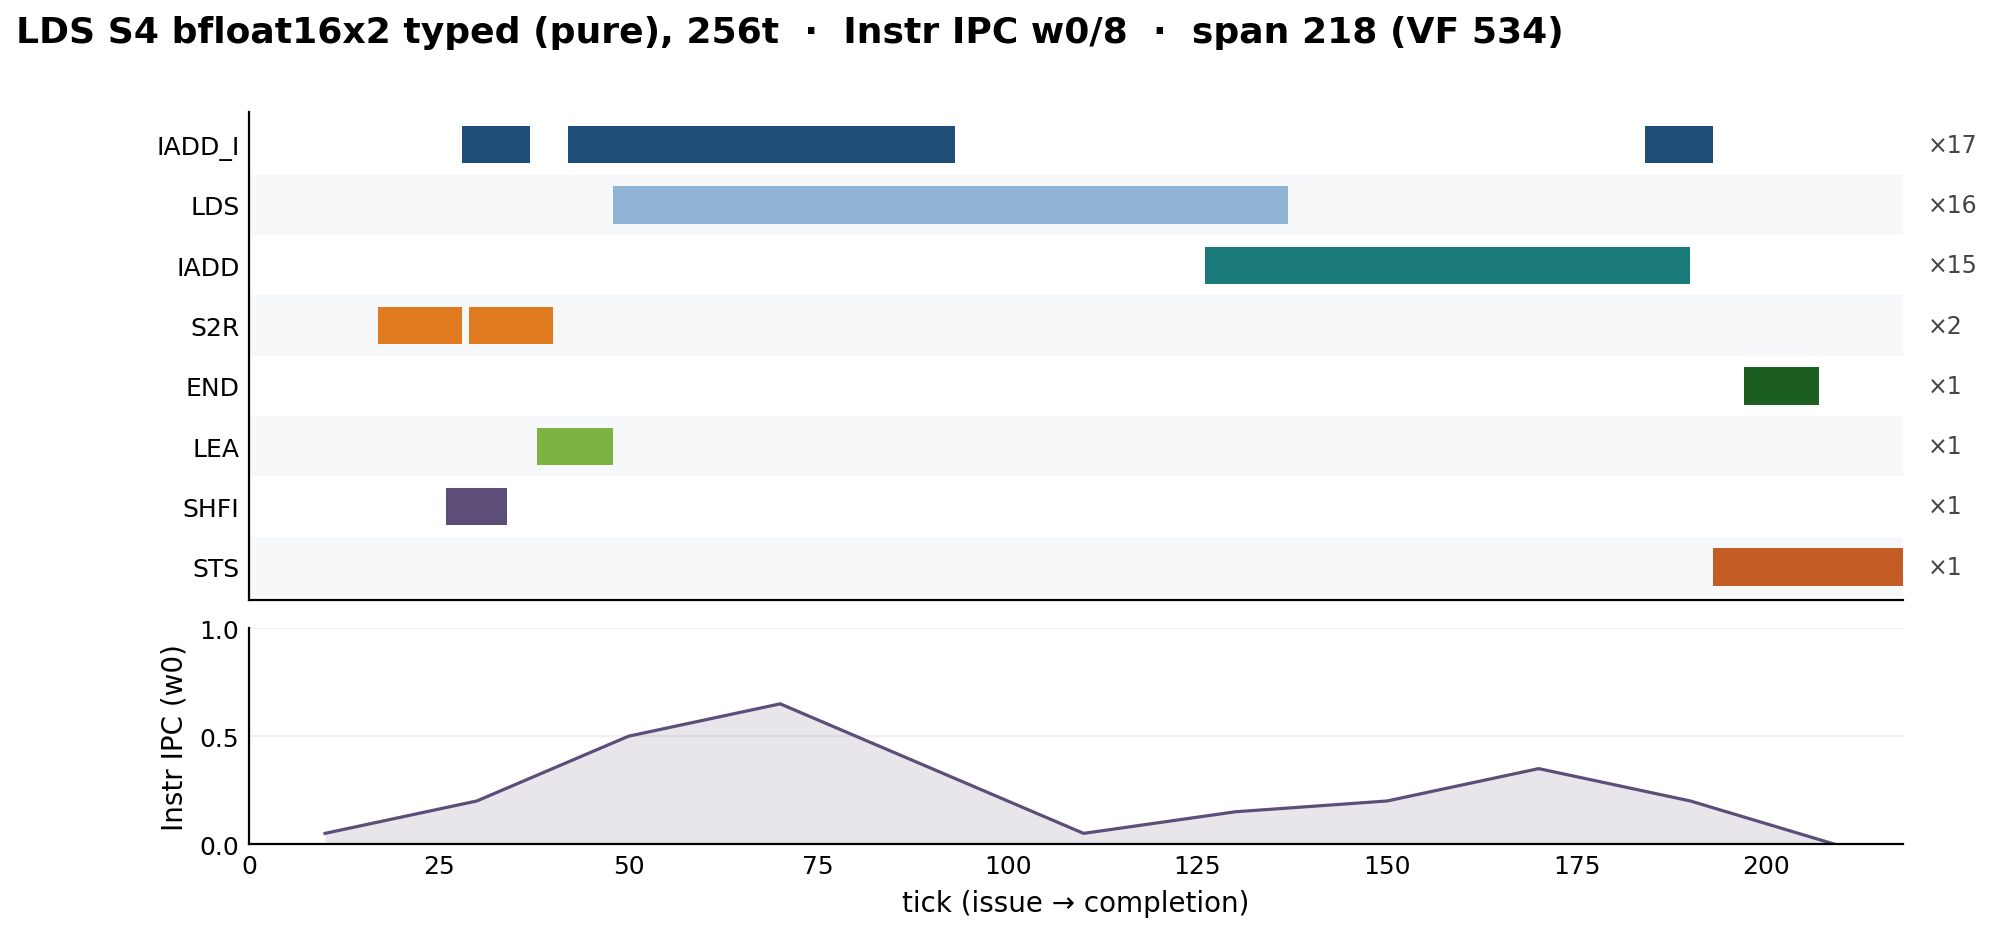 LDS S4 bfloat16x2 typed (pure), 256t · Instr IPC w0/8 · span 218 (VF 534)
IADD_I ×17
LDS ×16
IADD ×15
S2R ×2
END ×1
LEA ×1
SHFI ×1
STS ×1
Instr IPC (w0)
1.0
0.5
0.0
0 25 50 75 100 125 150 175 200
tick (issue → completion)